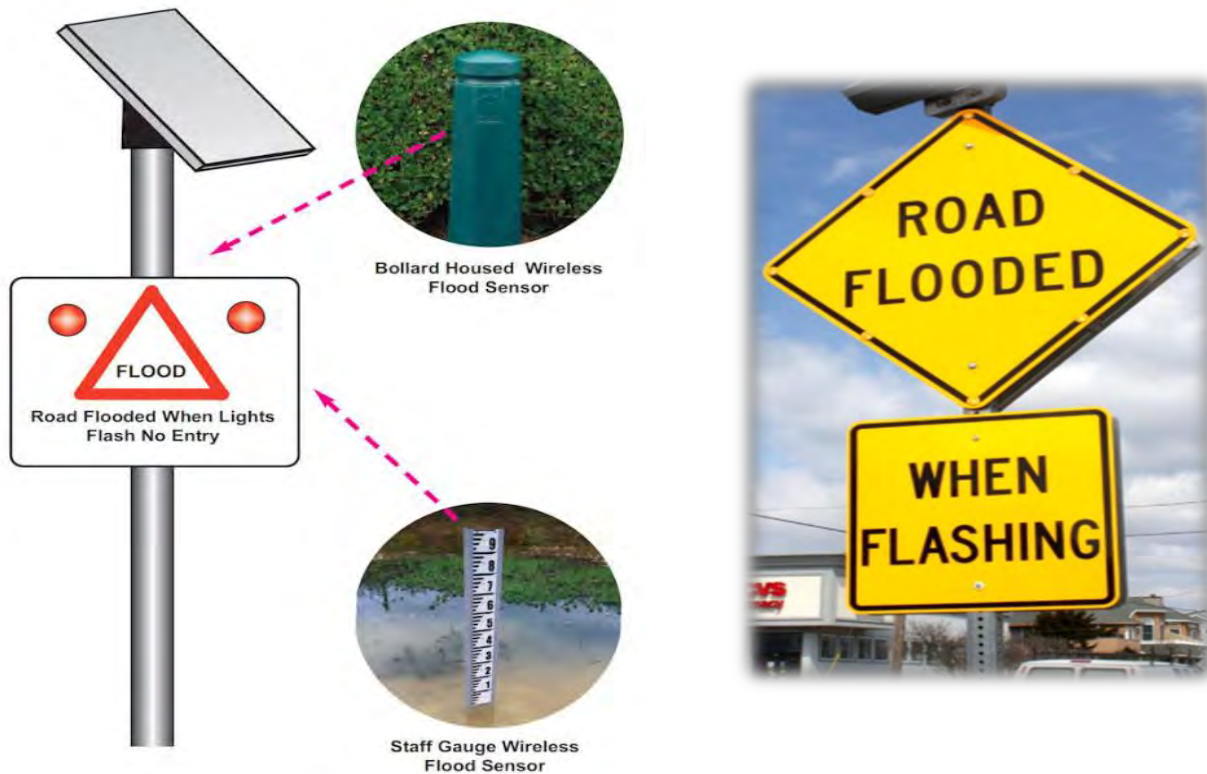 Bollard Housed Wireless
Flood Sensor
FLOOD
Road Flooded When Lights
Flash No Entry
9
8
7
6
5
4
3
2
1
Staff Gauge Wireless
Flood Sensor
ROAD
FLOODED
WHEN
FLASHING